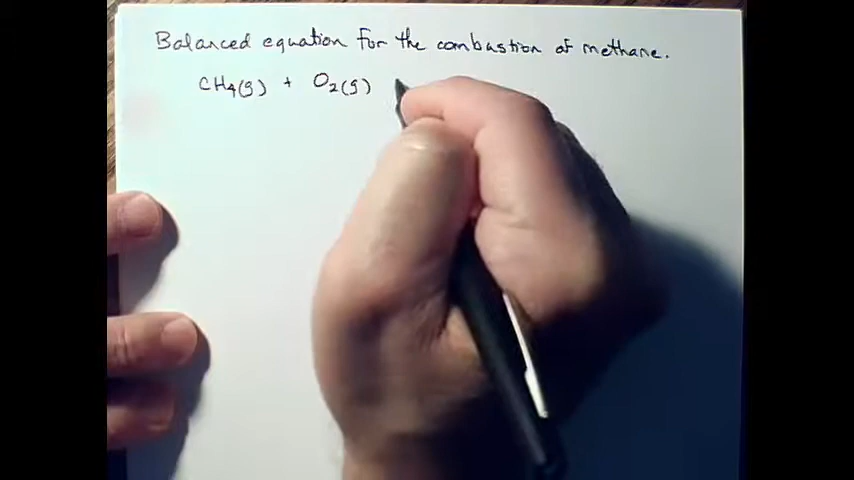 Balanced equation for the combustion of methane.
CH₄(g) + O₂(g)